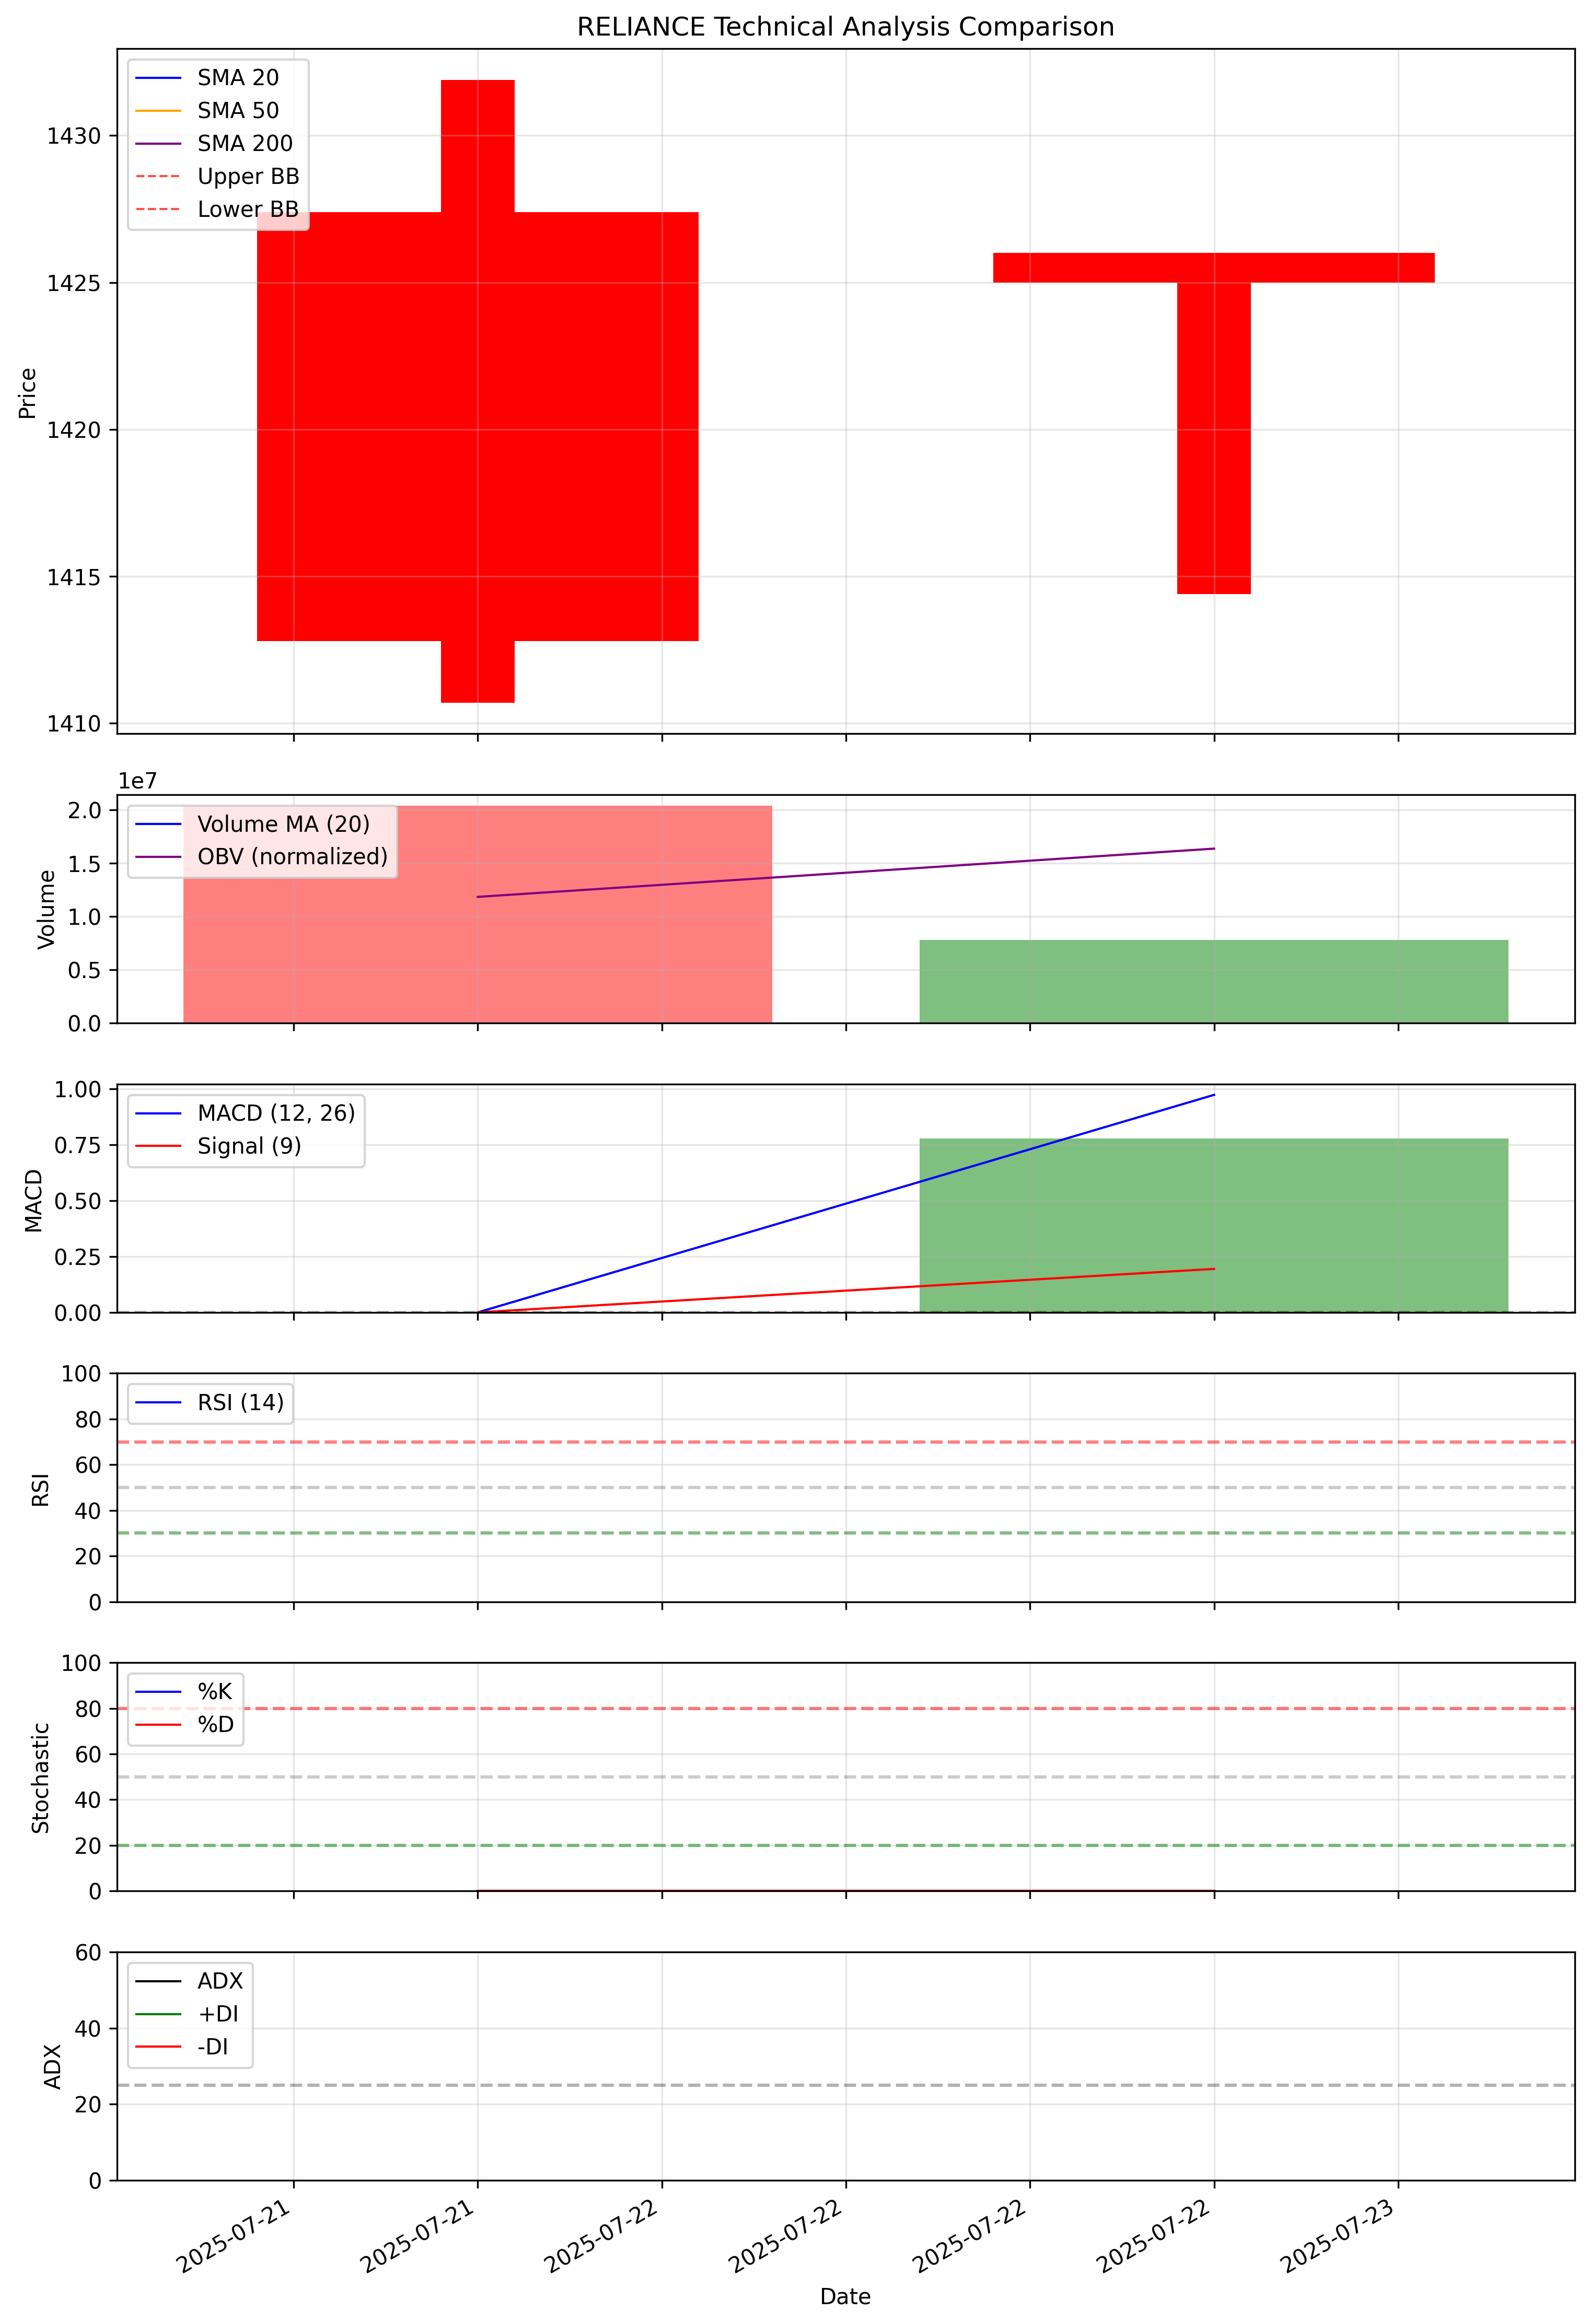 RELIANCE Technical Analysis Comparison
SMA 20
SMA 50
SMA 200
Upper BB
Lower BB
1430
1425
1420
1415
1410
Price
1e7
Volume MA (20)
OBV (normalized)
2.0
1.5
1.0
0.5
0.0
Volume
MACD (12, 26)
Signal (9)
1.00
0.75
0.50
0.25
0.00
MACD
RSI (14)
100
80
60
40
20
0
RSI
%K
%D
100
80
60
40
20
0
Stochastic
ADX
+DI
-DI
60
40
20
0
ADX
2025-07-21
2025-07-21
2025-07-22
2025-07-22
2025-07-22
2025-07-22
2025-07-23
Date